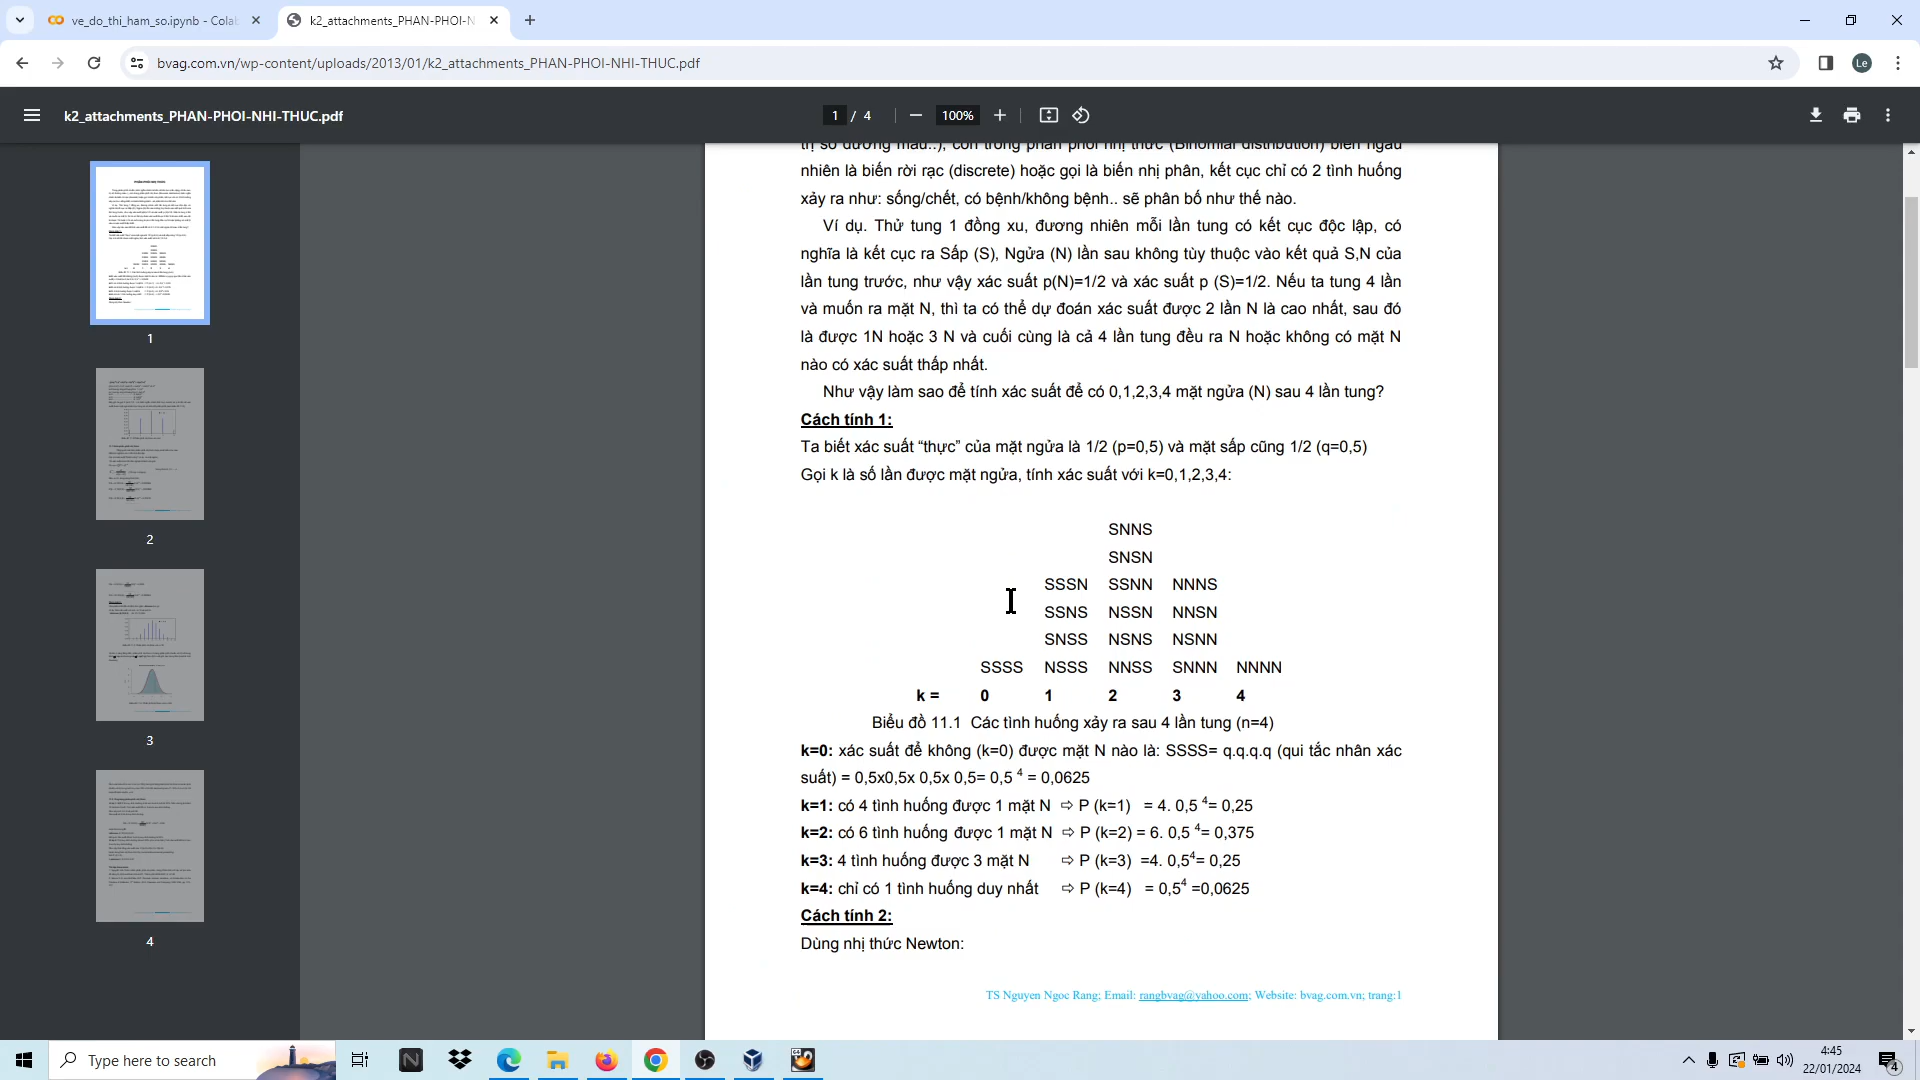 ve_do_thi_ham_so.ipynb - Colab
k2_attachments_PHAN-PHOI-N
bvag.com.vn/wp-content/uploads/2013/01/k2_attachments_PHAN-PHOI-NHI-THUC.pdf
Le
k2_attachments_PHAN-PHOI-NHI-THUC.pdf
1 / 4
100%
1
2
3
4
trị số đường máu..), còn trong phân phối nhị thức (Binomial distribution) biến ngẫu
nhiên là biến rời rạc (discrete) hoặc gọi là biến nhị phân, kết cục chỉ có 2 tình huống
xảy ra như: sống/chết, có bệnh/không bệnh.. sẽ phân bố như thế nào.
Ví dụ. Thử tung 1 đồng xu, đương nhiên mỗi lần tung có kết cục độc lập, có
nghĩa là kết cục ra Sấp (S), Ngửa (N) lần sau không tùy thuộc vào kết quả S,N của
lần tung trước, như vậy xác suất p(N)=1/2 và xác suất p (S)=1/2. Nếu ta tung 4 lần
và muốn ra mặt N, thì ta có thể dự đoán xác suất được 2 lần N là cao nhất, sau đó
là được 1N hoặc 3 N và cuối cùng là cả 4 lần tung đều ra N hoặc không có mặt N
nào có xác suất thấp nhất.
Như vậy làm sao để tính xác suất để có 0,1,2,3,4 mặt ngửa (N) sau 4 lần tung?
Cách tính 1:
Ta biết xác suất “thực” của mặt ngửa là 1/2 (p=0,5) và mặt sấp cũng 1/2 (q=0,5)
Gọi k là số lần được mặt ngửa, tính xác suất với k=0,1,2,3,4:
SNNS
SNSN
SSSN SSNN NNNS
SSNS NSSN NNSN
SNSS NSNS NSNN
SSSS NSSS NNSS SNNN NNNN
k = 0 1 2 3 4
Biểu đồ 11.1 Các tình huống xảy ra sau 4 lần tung (n=4)
k=0: xác suất để không (k=0) được mặt N nào là: SSSS= q.q.q.q (qui tắc nhân xác
suất) = 0,5x0,5x 0,5x 0,5= 0,5 ⁴ = 0,0625
k=1: có 4 tình huống được 1 mặt N ⇨ P (k=1) = 4. 0,5 ⁴= 0,25
k=2: có 6 tình huống được 1 mặt N ⇨ P (k=2) = 6. 0,5 ⁴= 0,375
k=3: 4 tình huống được 3 mặt N ⇨ P (k=3) =4. 0,5⁴= 0,25
k=4: chỉ có 1 tình huống duy nhất ⇨ P (k=4) = 0,5⁴ =0,0625
Cách tính 2:
Dùng nhị thức Newton:
TS Nguyen Ngoc Rang; Email: rangbvag@yahoo.com; Website: bvag.com.vn; trang:1
Type here to search
4:45
22/01/2024
4